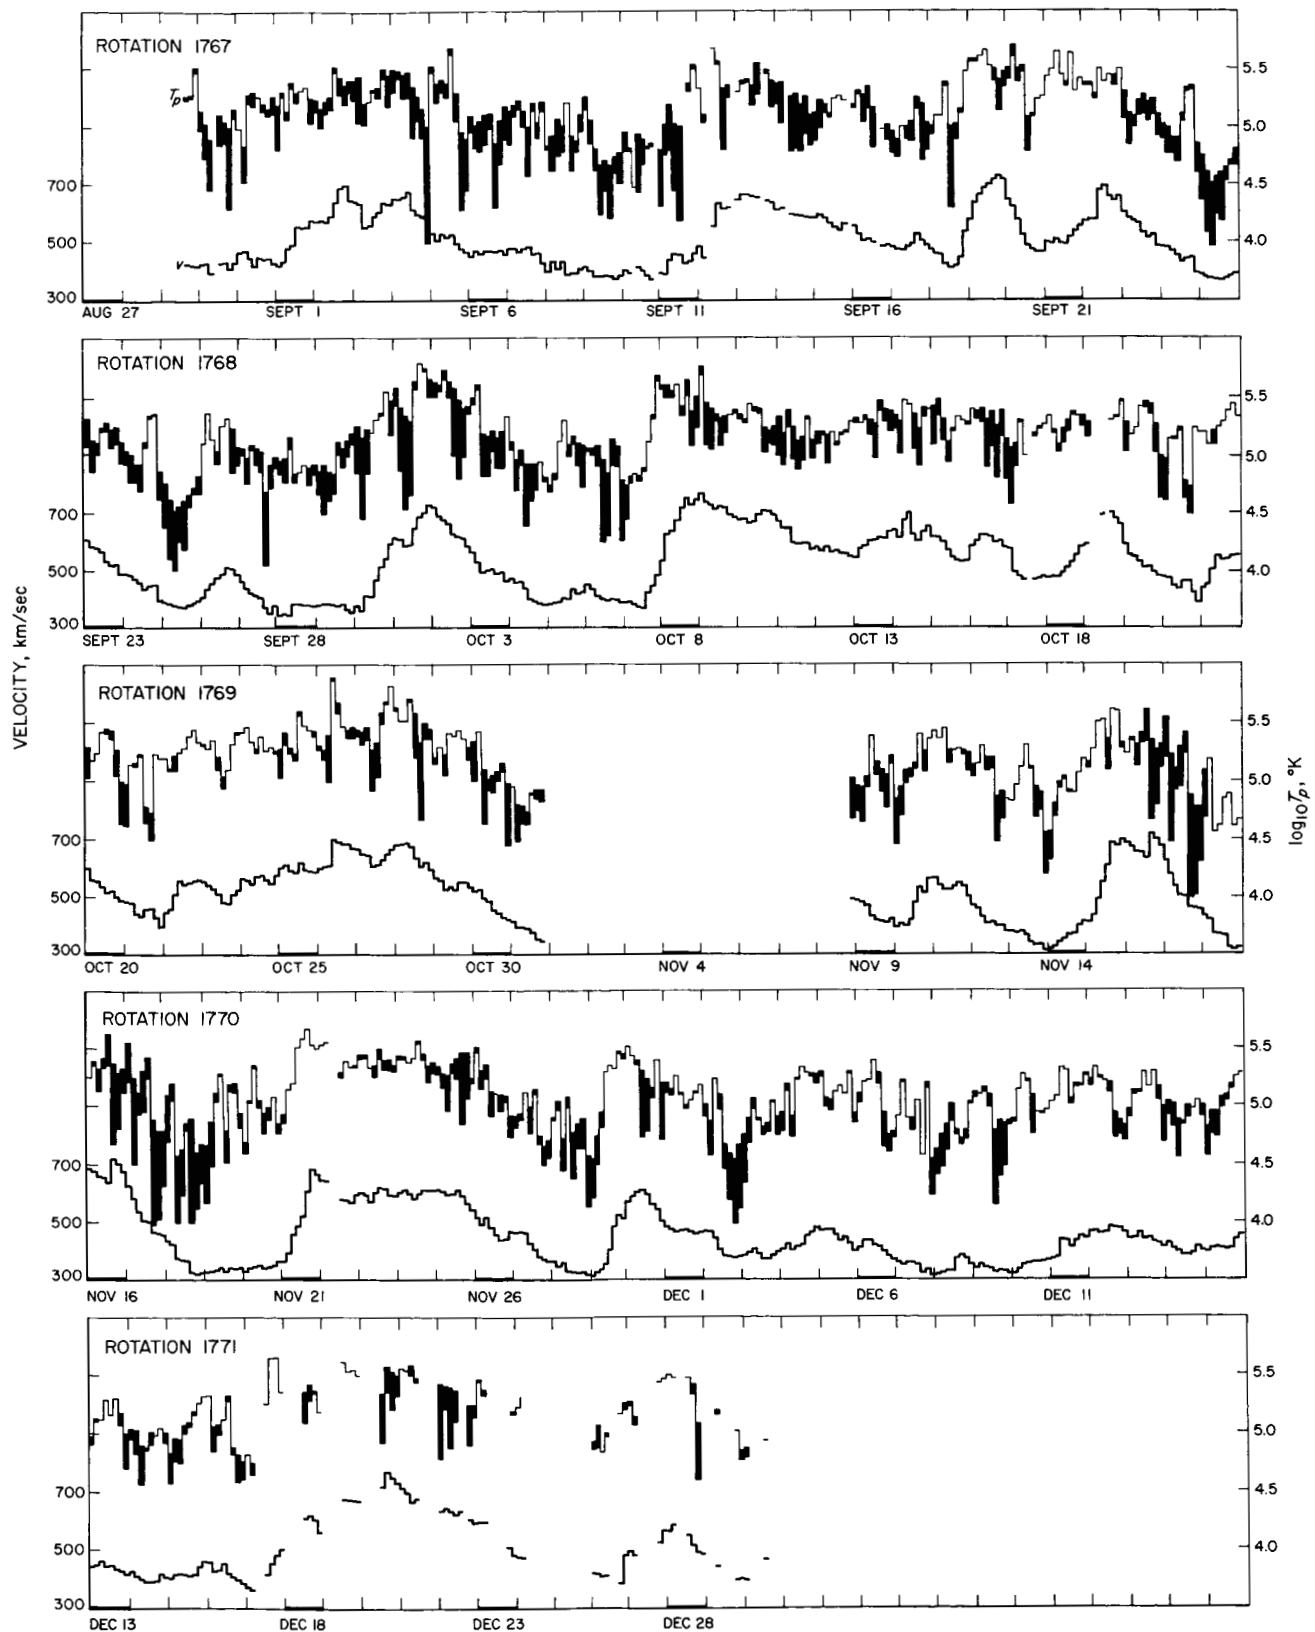 ROTATION 1767
Tp
5.5
5.0
4.5
4.0
700
500
300
v
AUG 27 SEPT 1 SEPT 6 SEPT 11 SEPT 16 SEPT 21
ROTATION 1768
5.5
5.0
4.5
4.0
700
500
300
SEPT 23 SEPT 28 OCT 3 OCT 8 OCT 13 OCT 18
VELOCITY, km/sec
ROTATION 1769
5.5
5.0
4.5
4.0
700
500
300
log10Tp, °K
OCT 20 OCT 25 OCT 30 NOV 4 NOV 9 NOV 14
ROTATION 1770
5.5
5.0
4.5
4.0
700
500
300
NOV 16 NOV 21 NOV 26 DEC 1 DEC 6 DEC 11
ROTATION 1771
5.5
5.0
4.5
4.0
700
500
300
DEC 13 DEC 18 DEC 23 DEC 28